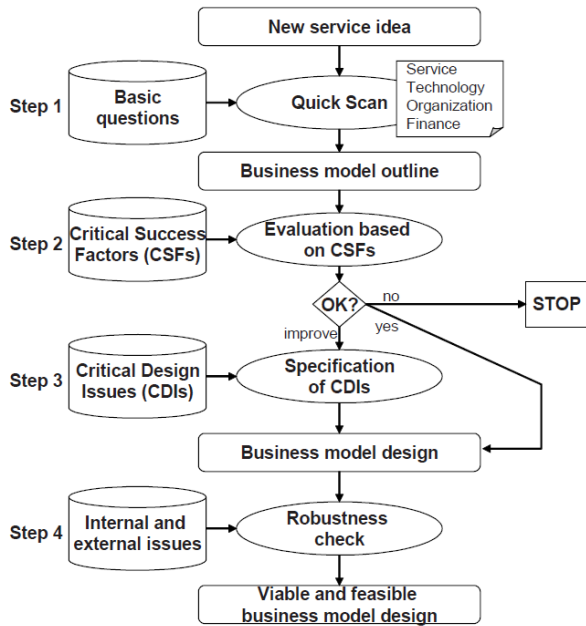 New service idea
Step 1
Basic
questions
Quick Scan
Service
Technology
Organization
Finance
Business model outline
Step 2
Critical Success
Factors (CSFs)
Evaluation based
on CSFs
OK?
no
STOP
improve
yes
Step 3
Critical Design
Issues (CDIs)
Specification
of CDIs
Business model design
Step 4
Internal and
external issues
Robustness
check
Viable and feasible
business model design